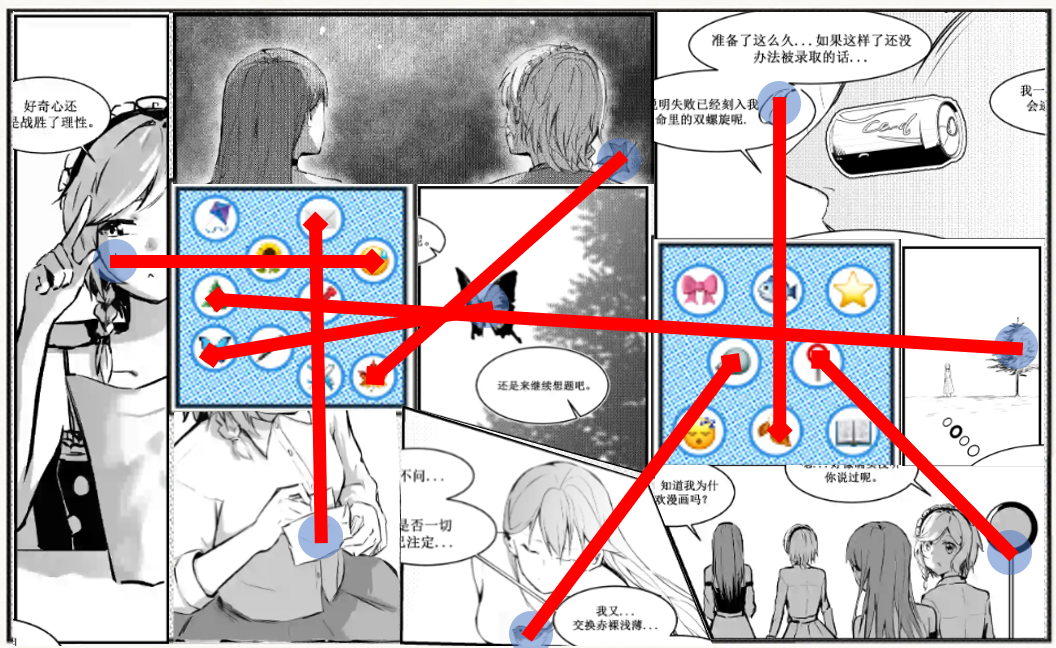 好奇心还
是战胜了理性。
准备了这么久...如果这样了还没
办法被录取的话...
明失败已经刻入我
命里的双螺旋呢.
我一
会
呢。
还是来继续想题吧。
不问...
是否一切
已注定...
我又...
交换赤裸浅薄...
知道我为什
欢漫画吗?
你说过呢。